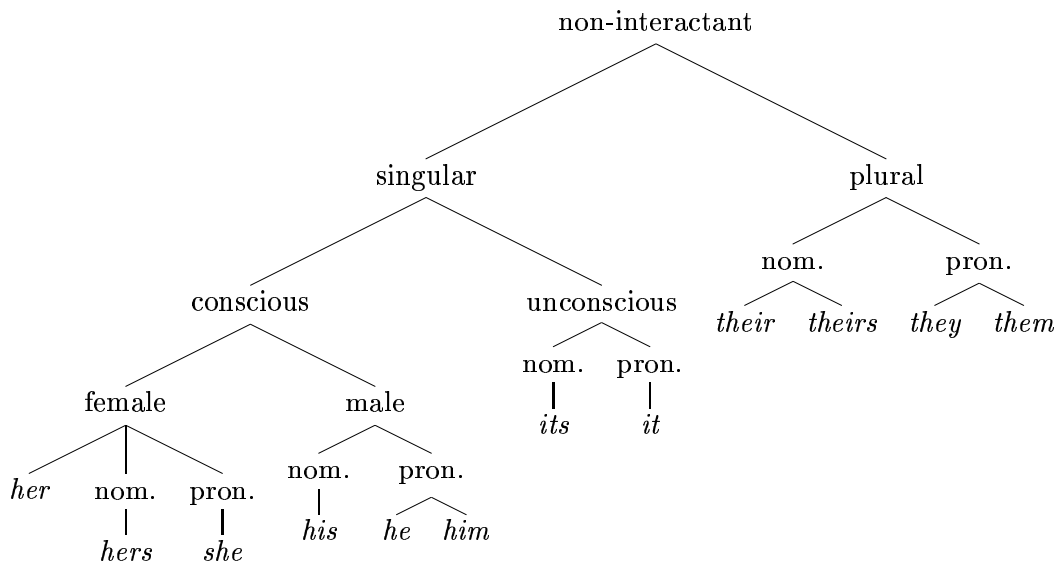 non-interactant
singular plural
nom. pron.
conscious unconscious
their theirs they them
nom. pron.
female male
its it
nom. pron.
her nom. pron.
his he him
hers she